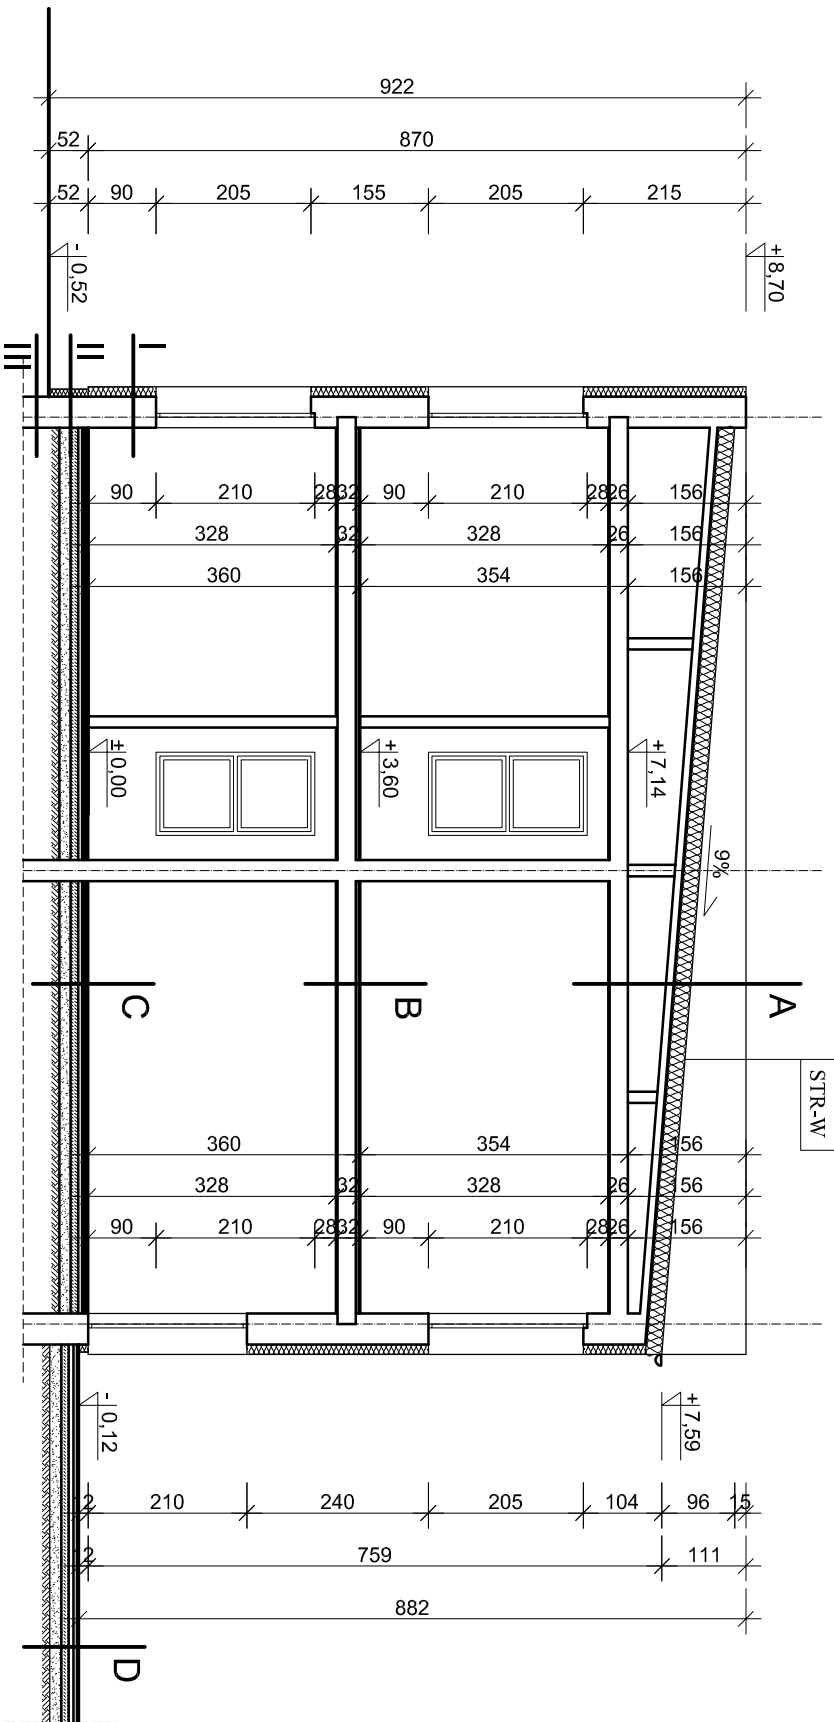 922
52 870
52 90 205 155 205 215
- 0,52
+ 8,70
I
II
III
90 210 28 32 90 210 28 26 156
328 32 328 26 156
360 354 156
± 0,00
+ 3,60
+ 7,14
9%
C
B
A
STR-W
360 354 156
328 32 328 26 156
90 210 28 32 90 210 28 26 156
- 0,12
+ 7,59
12 210 240 205 104 96 15
12 759 111
882
D